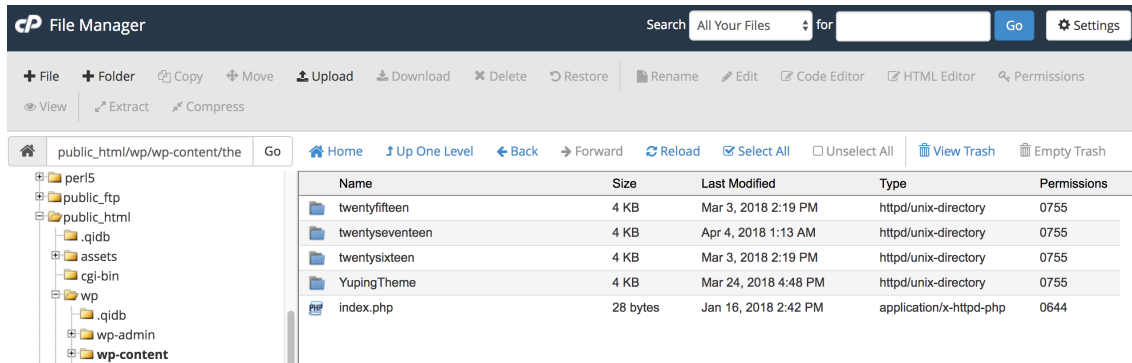 cP File Manager Search All Your Files for Go Settings
File Folder Copy Move Upload Download Delete Restore Rename Edit Code Editor HTML Editor Permissions
View Extract Compress
public_html/wp/wp-content/the Go Home Up One Level Back Forward Reload Select All Unselect All View Trash Empty Trash
perl5
public_ftp
public_html
.qidb
assets
cgi-bin
wp
.qidb
wp-admin
wp-content
Name Size Last Modified Type Permissions
twentyfifteen 4 KB Mar 3, 2018 2:19 PM httpd/unix-directory 0755
twentyseventeen 4 KB Apr 4, 2018 1:13 AM httpd/unix-directory 0755
twentysixteen 4 KB Mar 3, 2018 2:19 PM httpd/unix-directory 0755
YupingTheme 4 KB Mar 24, 2018 4:48 PM httpd/unix-directory 0755
PHP index.php 28 bytes Jan 16, 2018 2:42 PM application/x-httpd-php 0644